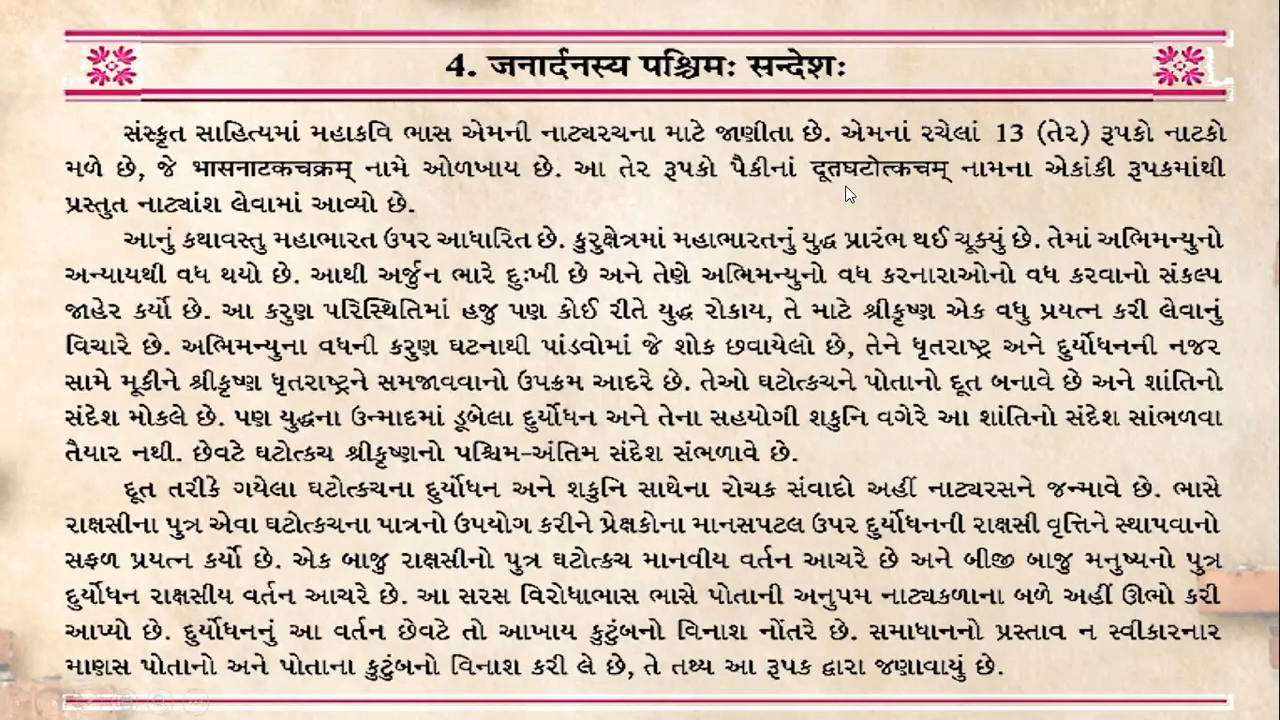 4. जनार्दनस्य पश्चिमः सन्देशः
સંસ્કૃત સાહિત્યમાં મહાકવિ ભાસ એમની નાટ્યરચના માટે જાણીતા છે. એમનાં રચેલાં 13 (તેર) રૂપકો નાટકો
મળે છે, જે भासनाटकचक्रम् નામે ઓળખાય છે. આ તેર રૂપકો પૈકીનાં दूतघटोत्कचम् નામના એકાંકી રૂપકમાંથી
પ્રસ્તુત નાટ્યાંશ લેવામાં આવ્યો છે.
આનું કથાવસ્તુ મહાભારત ઉપર આધારિત છે. કુરુક્ષેત્રમાં મહાભારતનું યુદ્ધ પ્રારંભ થઈ ચૂક્યું છે. તેમાં અભિમન્યુનો
અન્યાયથી વધ થયો છે. આથી અર્જુન ભારે દુઃખી છે અને તેણે અભિમન્યુનો વધ કરનારાઓનો વધ કરવાનો સંકલ્પ
જાહેર કર્યો છે. આ કરુણ પરિસ્થિતિમાં હજુ પણ કોઈ રીતે યુદ્ધ રોકાય, તે માટે શ્રીકૃષ્ણ એક વધુ પ્રયત્ન કરી લેવાનું
વિચારે છે. અભિમન્યુના વધની કરુણ ઘટનાથી પાંડવોમાં જે શોક છવાયેલો છે, તેને ધૃતરાષ્ટ્ર અને દુર્યોધનની નજર
સામે મૂકીને શ્રીકૃષ્ણ ધૃતરાષ્ટ્રને સમજાવવાનો ઉપક્રમ આદરે છે. તેઓ ઘટોત્કચને પોતાનો દૂત બનાવે છે અને શાંતિનો
સંદેશ મોકલે છે. પણ યુદ્ધના ઉન્માદમાં ડૂબેલા દુર્યોધન અને તેના સહયોગી શકુનિ વગેરે આ શાંતિનો સંદેશ સાંભળવા
તૈયાર નથી. છેવટે ઘટોત્કચ શ્રીકૃષ્ણનો પશ્ચિમ-અંતિમ સંદેશ સંભળાવે છે.
દૂત તરીકે ગયેલા ઘટોત્કચના દુર્યોધન અને શકુનિ સાથેના રોચક સંવાદો અહીં નાટ્યરસને જન્માવે છે. ભાસે
રાક્ષસીના પુત્ર એવા ઘટોત્કચના પાત્રનો ઉપયોગ કરીને પ્રેક્ષકોના માનસપટલ ઉપર દુર્યોધનની રાક્ષસી વૃત્તિને સ્થાપવાનો
સફળ પ્રયત્ન કર્યો છે. એક બાજુ રાક્ષસીનો પુત્ર ઘટોત્કચ માનવીય વર્તન આચરે છે અને બીજી બાજુ મનુષ્યનો પુત્ર
દુર્યોધન રાક્ષસીય વર્તન આચરે છે. આ સરસ વિરોધાભાસ ભાસે પોતાની અનુપમ નાટ્યકળાના બળે અહીં ઊભો કરી
આપ્યો છે. દુર્યોધનનું આ વર્તન છેવટે તો આખાય કુટુંબનો વિનાશ નોંતરે છે. સમાધાનનો પ્રસ્તાવ ન સ્વીકારનાર
માણસ પોતાનો અને પોતાના કુટુંબનો વિનાશ કરી લે છે, તે તથ્ય આ રૂપક દ્વારા જણાવાયું છે.